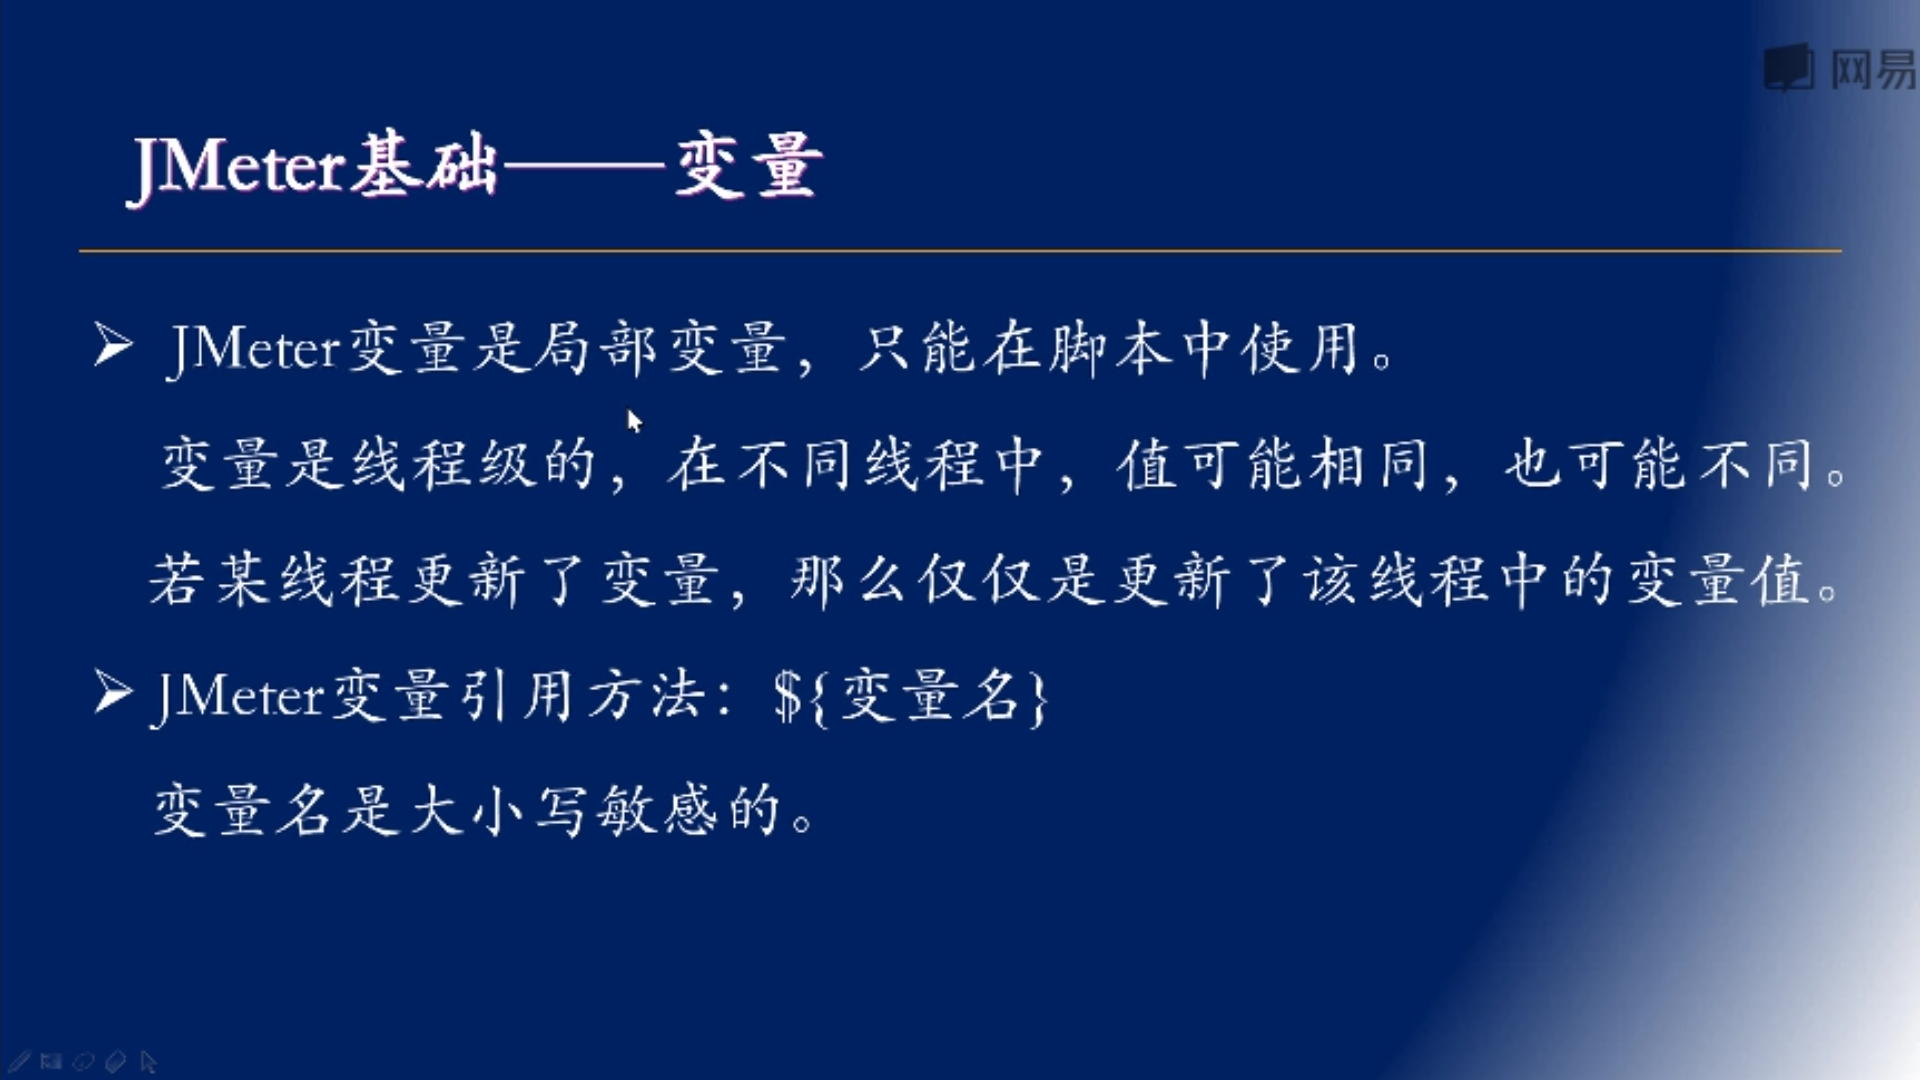 网易
JMeter基础——变量
JMeter变量是局部变量，只能在脚本中使用。
变量是线程级的，在不同线程中，值可能相同，也可能不同。
若某线程更新了变量，那么仅仅是更新了该线程中的变量值。
JMeter变量引用方法：${变量名}
变量名是大小写敏感的。